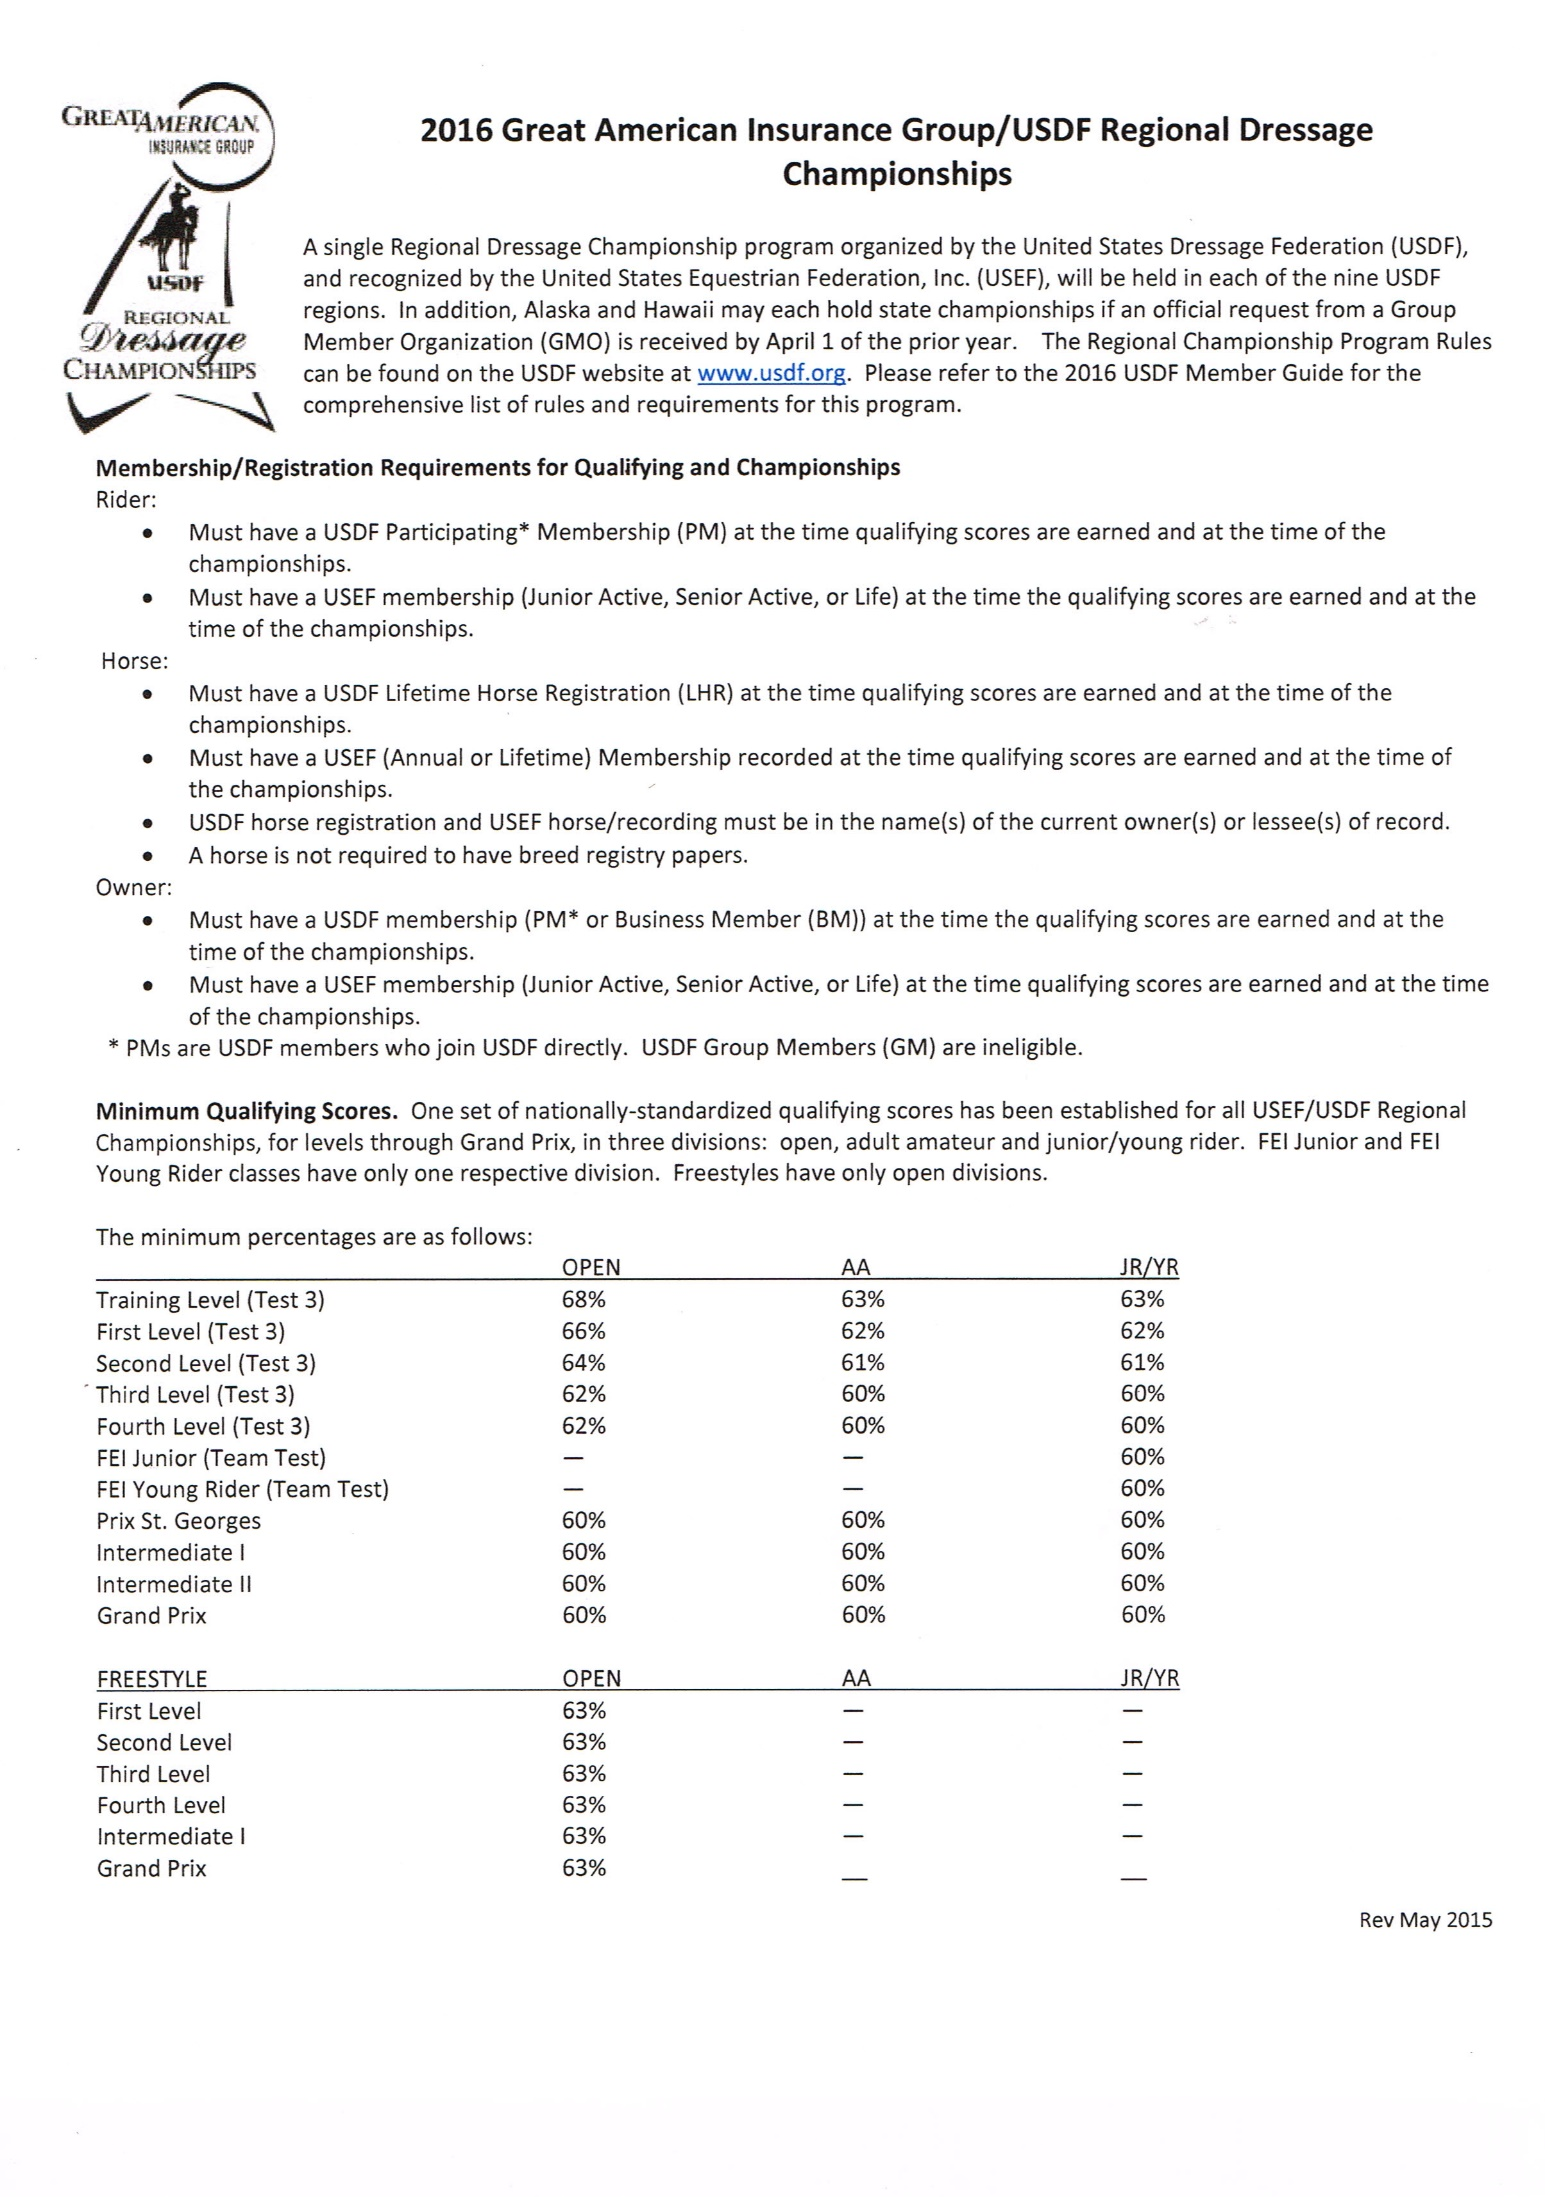 GREATAMERICAN
INSURANCE GROUP
USDF
REGIONAL
Dressage
CHAMPIONSHIPS
2016 Great American Insurance Group/USDF Regional Dressage
Championships
A single Regional Dressage Championship program organized by the United States Dressage Federation (USDF),
and recognized by the United States Equestrian Federation, Inc. (USEF), will be held in each of the nine USDF
regions. In addition, Alaska and Hawaii may each hold state championships if an official request from a Group
Member Organization (GMO) is received by April 1 of the prior year. The Regional Championship Program Rules
can be found on the USDF website at www.usdf.org. Please refer to the 2016 USDF Member Guide for the
comprehensive list of rules and requirements for this program.
Membership/Registration Requirements for Qualifying and Championships
Rider:
• Must have a USDF Participating* Membership (PM) at the time qualifying scores are earned and at the time of the
championships.
• Must have a USEF membership (Junior Active, Senior Active, or Life) at the time the qualifying scores are earned and at the
time of the championships.
Horse:
• Must have a USDF Lifetime Horse Registration (LHR) at the time qualifying scores are earned and at the time of the
championships.
• Must have a USEF (Annual or Lifetime) Membership recorded at the time qualifying scores are earned and at the time of
the championships.
• USDF horse registration and USEF horse/recording must be in the name(s) of the current owner(s) or lessee(s) of record.
• A horse is not required to have breed registry papers.
Owner:
• Must have a USDF membership (PM* or Business Member (BM)) at the time the qualifying scores are earned and at the
time of the championships.
• Must have a USEF membership (Junior Active, Senior Active, or Life) at the time qualifying scores are earned and at the time
of the championships.
* PMs are USDF members who join USDF directly. USDF Group Members (GM) are ineligible.
Minimum Qualifying Scores. One set of nationally-standardized qualifying scores has been established for all USEF/USDF Regional
Championships, for levels through Grand Prix, in three divisions: open, adult amateur and junior/young rider. FEI Junior and FEI
Young Rider classes have only one respective division. Freestyles have only open divisions.
The minimum percentages are as follows:
OPEN AA JR/YR
Training Level (Test 3) 68% 63% 63%
First Level (Test 3) 66% 62% 62%
Second Level (Test 3) 64% 61% 61%
Third Level (Test 3) 62% 60% 60%
Fourth Level (Test 3) 62% 60% 60%
FEI Junior (Team Test) — — 60%
FEI Young Rider (Team Test) — — 60%
Prix St. Georges 60% 60% 60%
Intermediate I 60% 60% 60%
Intermediate II 60% 60% 60%
Grand Prix 60% 60% 60%
FREESTYLE OPEN AA JR/YR
First Level 63% — —
Second Level 63% — —
Third Level 63% — —
Fourth Level 63% — —
Intermediate I 63% — —
Grand Prix 63% — —
Rev May 2015